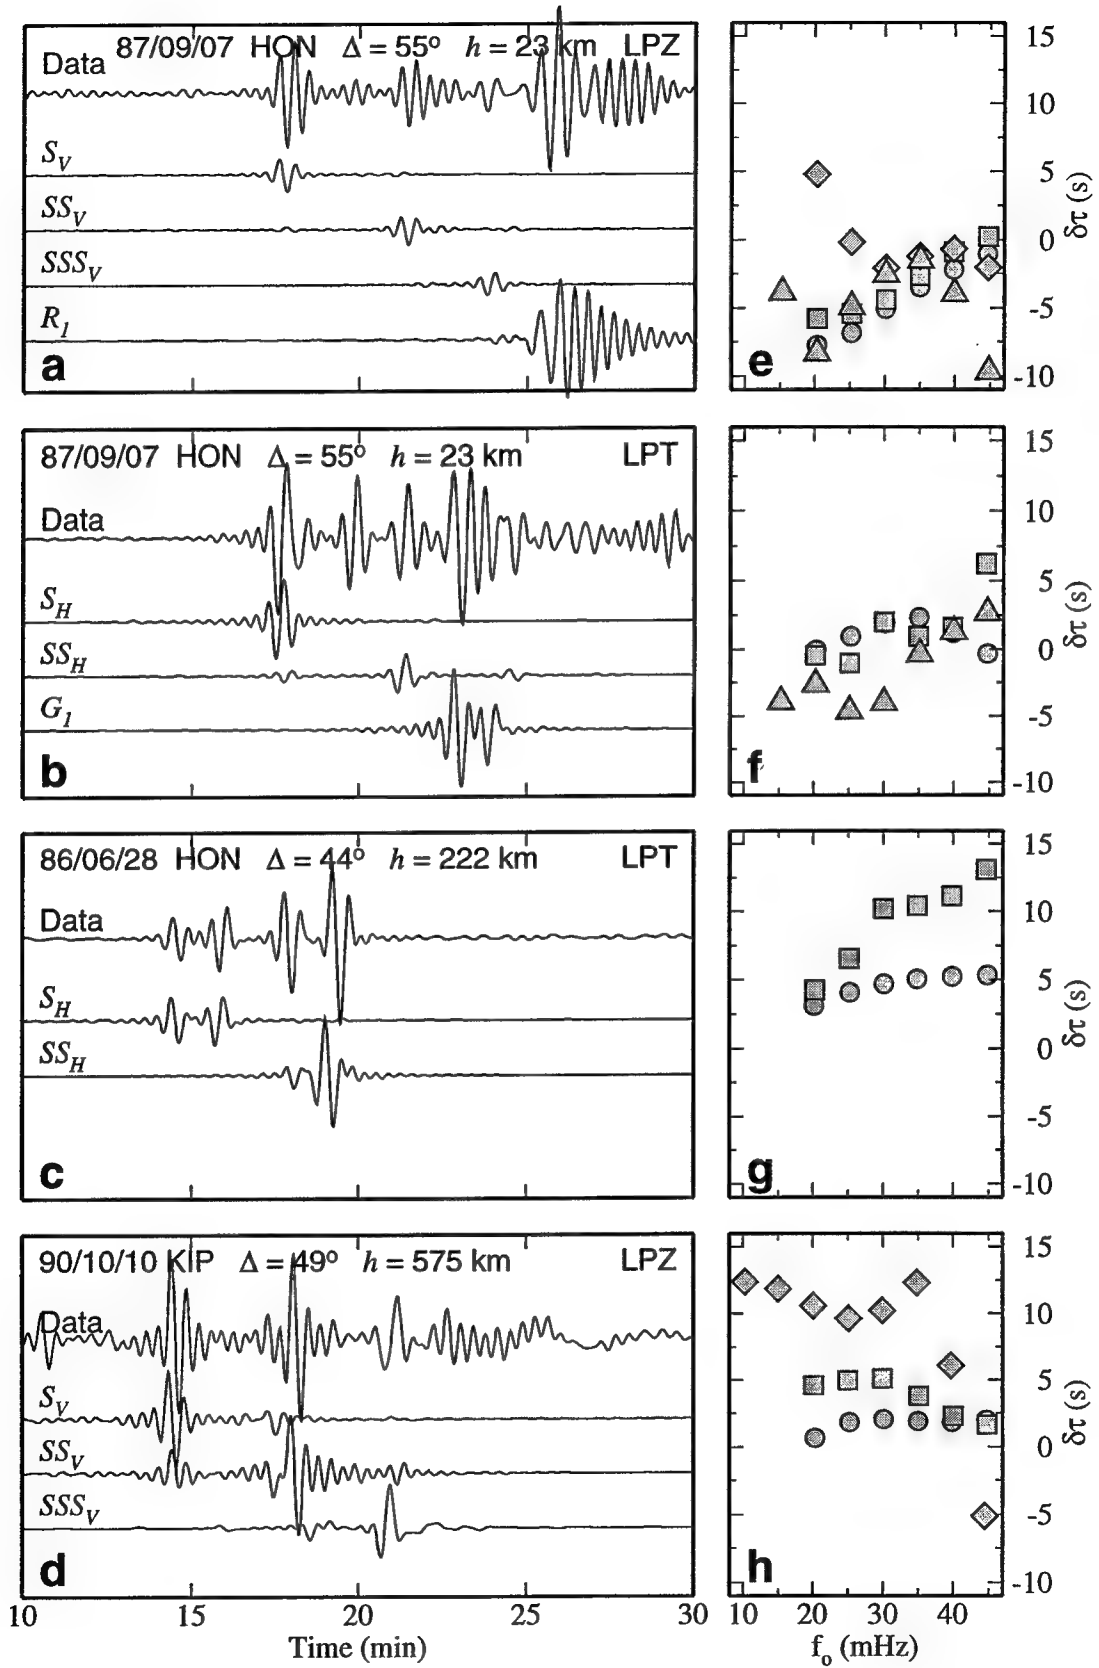 87/09/07 HON Δ = 55° h = 23 km LPZ
Data
S_V
SS_V
SSS_V
R_1
a
15
10
5
0
-5
-10
δτ (s)
e
87/09/07 HON Δ = 55° h = 23 km LPT
Data
S_H
SS_H
G_1
b
15
10
5
0
-5
-10
δτ (s)
f
86/06/28 HON Δ = 44° h = 222 km LPT
Data
S_H
SS_H
c
15
10
5
0
-5
-10
δτ (s)
g
90/10/10 KIP Δ = 49° h = 575 km LPZ
Data
S_V
SS_V
SSS_V
d
15
10
5
0
-5
-10
δτ (s)
h
10 15 20 25 30
Time (min)
10 20 30 40
f_o (mHz)